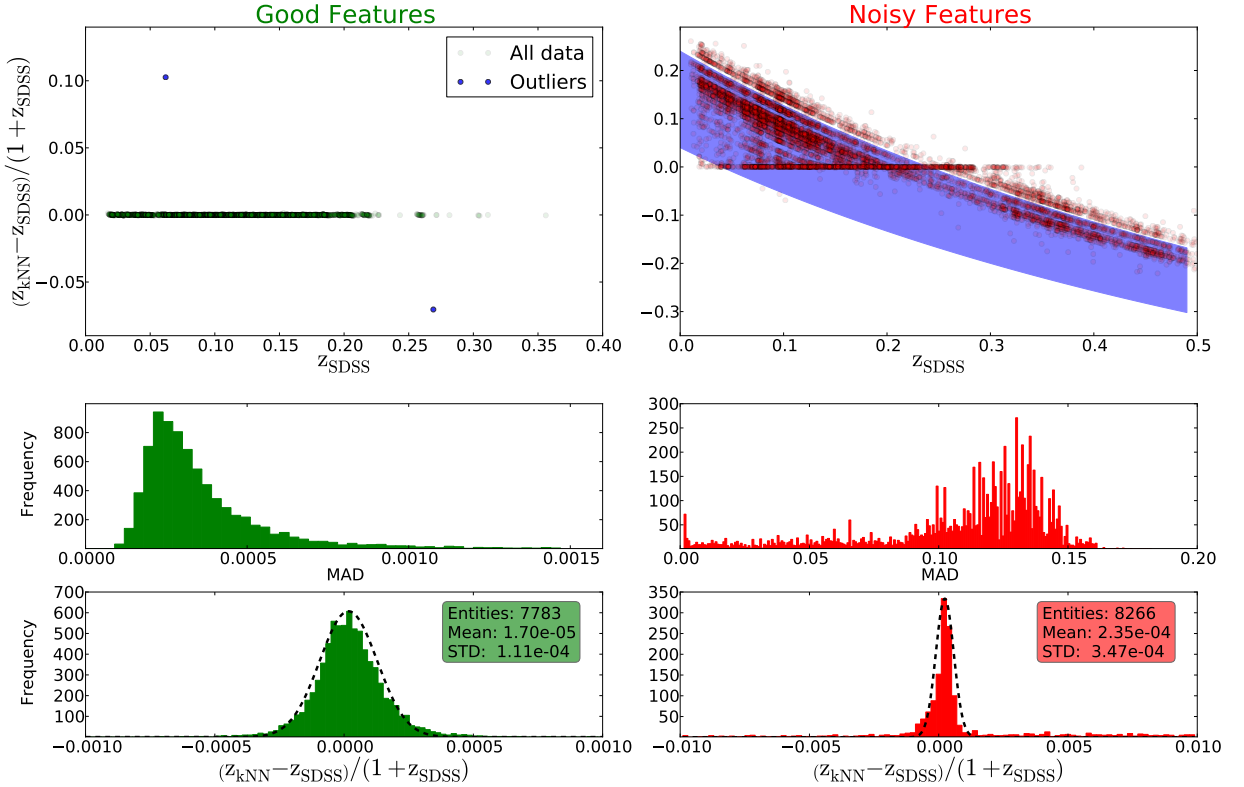 Good Features
Noisy Features
(z_kNN−z_SDSS)/(1+z_SDSS)
0.10
0.05
0.00
−0.05
0.00 0.05 0.10 0.15 0.20 0.25 0.30 0.35 0.40
z_SDSS
All data
Outliers
0.2
0.1
0.0
−0.1
−0.2
−0.3
0.0 0.1 0.2 0.3 0.4 0.5
z_SDSS
Frequency
800
600
400
200
0.0000 0.0005 0.0010 0.0015
MAD
300
250
200
150
100
50
0.00 0.05 0.10 0.15 0.20
MAD
Frequency
700
600
500
400
300
200
100
−0.0010 −0.0005 0.0000 0.0005 0.0010
(z_kNN−z_SDSS)/(1+z_SDSS)
Entities: 7783
Mean: 1.70e-05
STD: 1.11e-04
350
300
250
200
150
100
50
−0.010 −0.005 0.000 0.005 0.010
(z_kNN−z_SDSS)/(1+z_SDSS)
Entities: 8266
Mean: 2.35e-04
STD: 3.47e-04